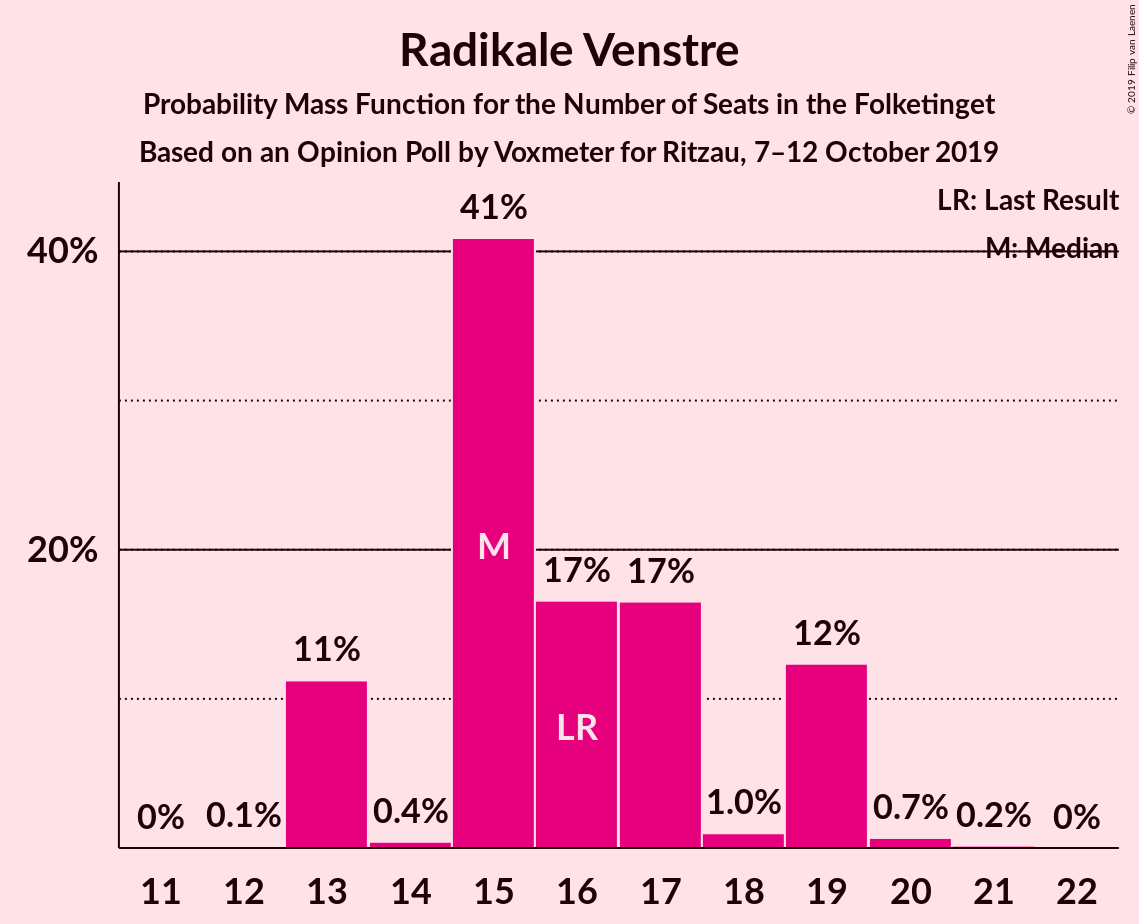 Radikale Venstre
Probability Mass Function for the Number of Seats in the Folketinget
Based on an Opinion Poll by Voxmeter for Ritzau, 7–12 October 2019
© 2019 Filip van Laenen
LR: Last Result
M: Median
40%
20%
0%
0.1%
11%
0.4%
41%
17%
17%
1.0%
12%
0.7%
0.2%
0%
M
LR
11 12 13 14 15 16 17 18 19 20 21 22